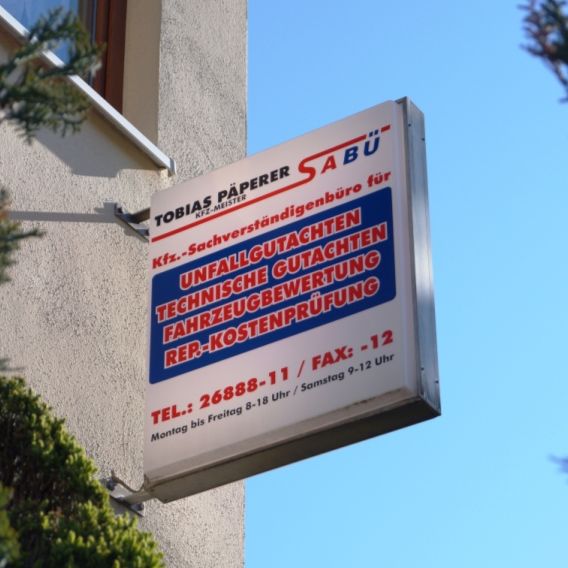 TOBIAS PÄPERER SABÜ
KFZ-MEISTER
Kfz.-Sachverständigenbüro für
UNFALLGUTACHTEN
TECHNISCHE GUTACHTEN
FAHRZEUGBEWERTUNG
REP.-KOSTENPRÜFUNG
TEL.: 26888-11 / FAX: -12
Montag bis Freitag 8-18 Uhr / Samstag 9-12 Uhr